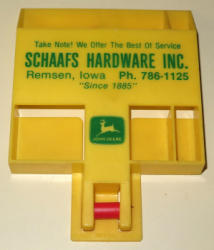 Take Note! We Offer The Best Of Service
SCHAAFS HARDWARE INC.
Remsen, Iowa Ph. 786-1125
"Since 1885"
JOHN DEERE